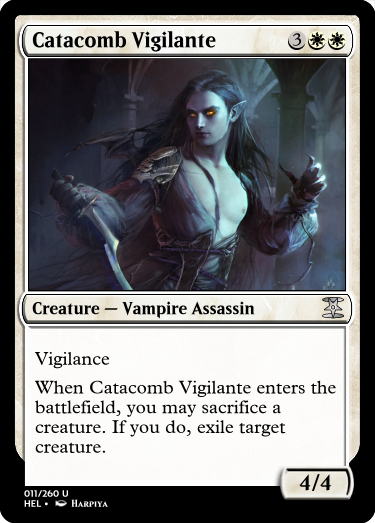 Catacomb Vigilante 3
Creature — Vampire Assassin
Vigilance
When Catacomb Vigilante enters the
battlefield, you may sacrifice a
creature. If you do, exile target
creature.
4/4
011/260 U
HEL • Harpiya